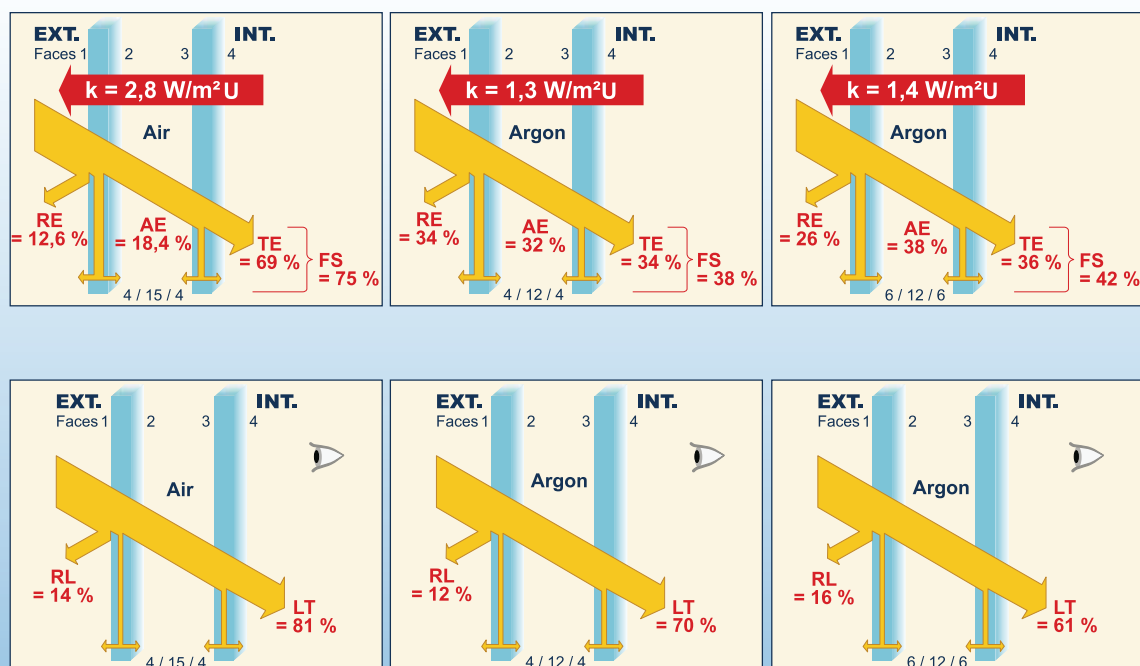 EXT. INT.
Faces 1 2 3 4
k = 2,8 W/m²U
Air
RE
= 12,6 %
AE
= 18,4 %
TE
= 69 %
FS
= 75 %
4 / 15 / 4
EXT. INT.
Faces 1 2 3 4
k = 1,3 W/m²U
Argon
RE
= 34 %
AE
= 32 %
TE
= 34 %
FS
= 38 %
4 / 12 / 4
EXT. INT.
Faces 1 2 3 4
k = 1,4 W/m²U
Argon
RE
= 26 %
AE
= 38 %
TE
= 36 %
FS
= 42 %
6 / 12 / 6
EXT. INT.
Faces 1 2 3 4
Air
RL
= 14 %
LT
= 81 %
4 / 15 / 4
EXT. INT.
Faces 1 2 3 4
Argon
RL
= 12 %
LT
= 70 %
4 / 12 / 4
EXT. INT.
Faces 1 2 3 4
Argon
RL
= 16 %
LT
= 61 %
6 / 12 / 6